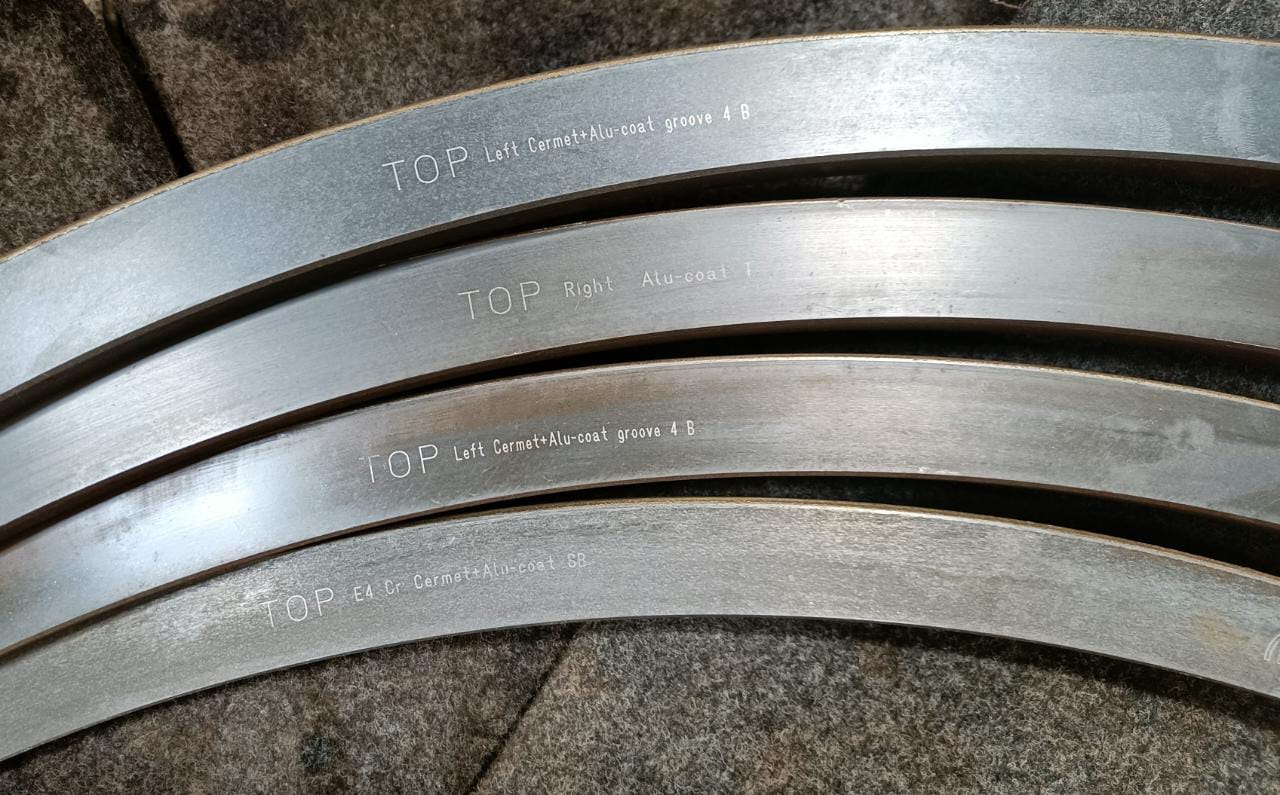 TOP Left Cermet+Alu-coat groove 4 B
TOP Right Alu-coat T
TOP Left Cermet+Alu-coat groove 4 B
TOP E4 Cr Cermet+Alu-coat SB